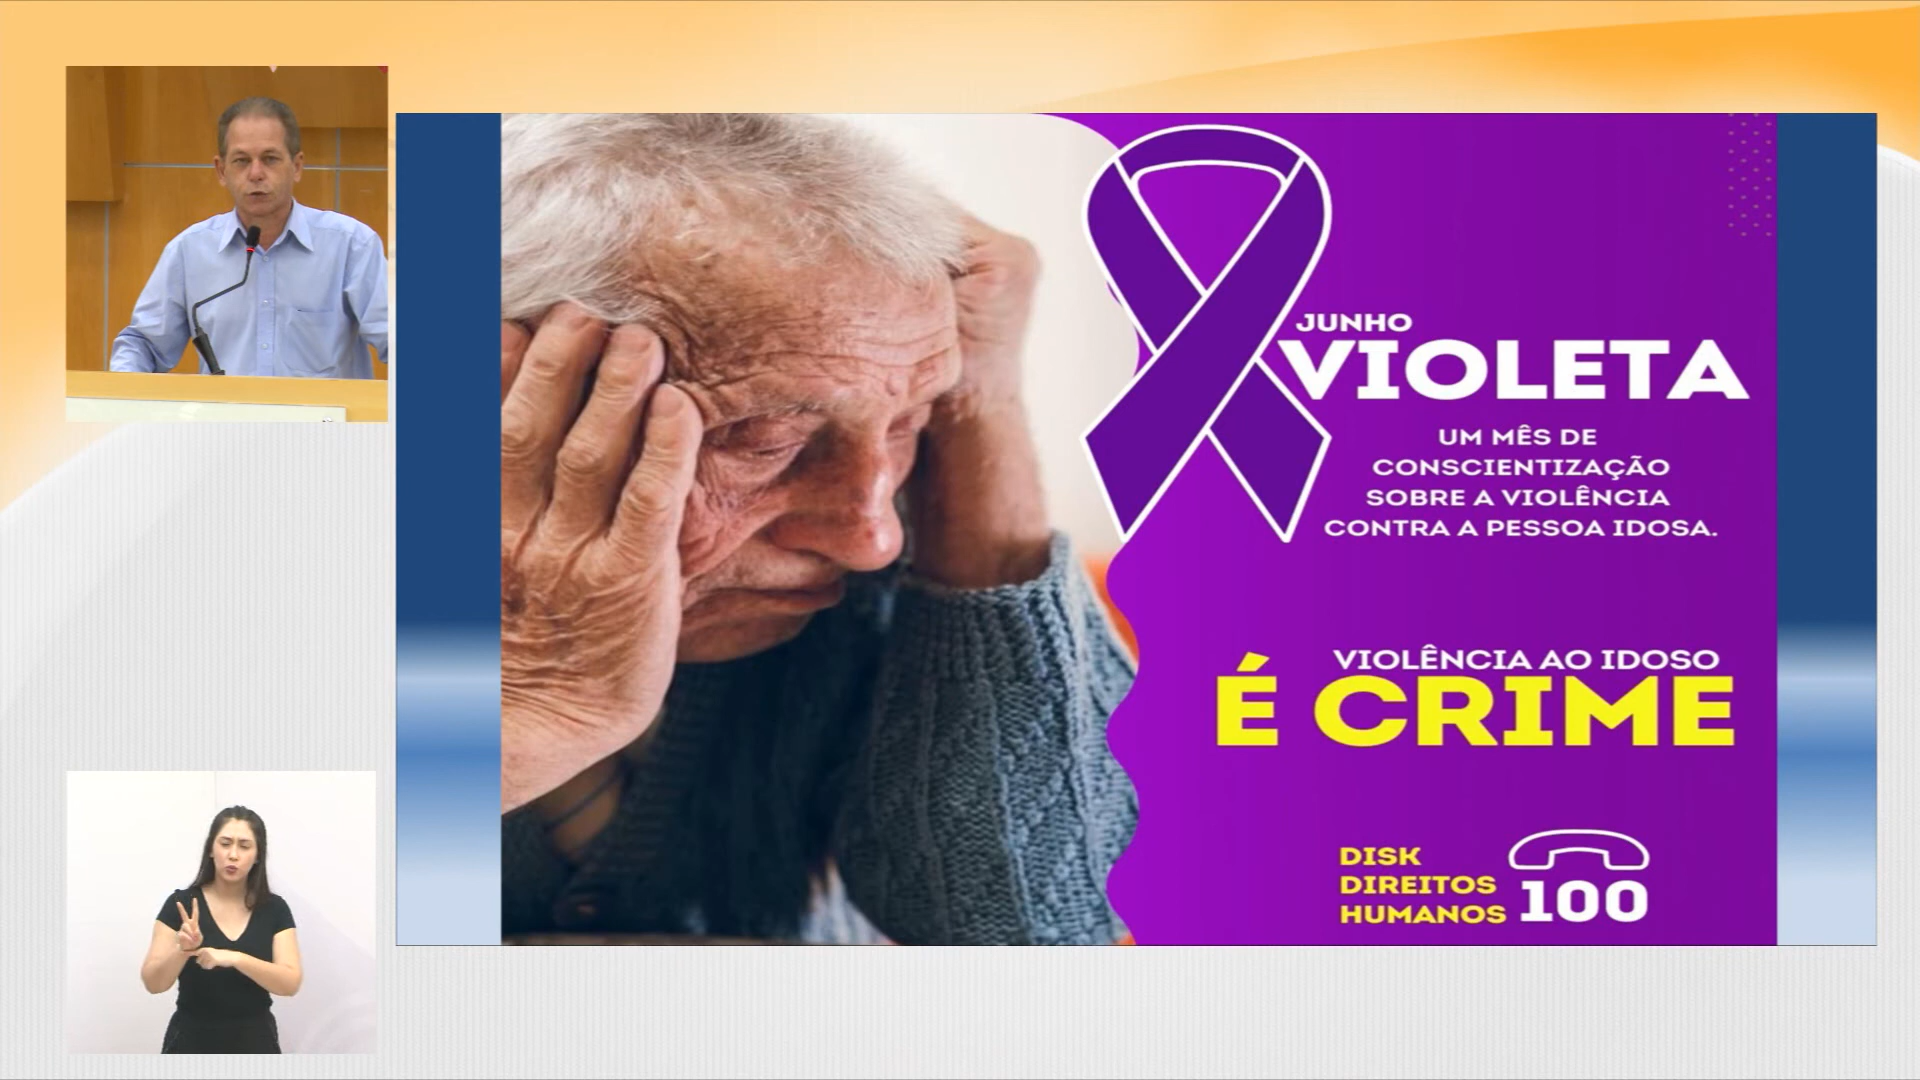 JUNHO
VIOLETA
UM MÊS DE
CONSCIENTIZAÇÃO
SOBRE A VIOLÊNCIA
CONTRA A PESSOA IDOSA.
VIOLÊNCIA AO IDOSO
É CRIME
DISK
DIREITOS
HUMANOS
100